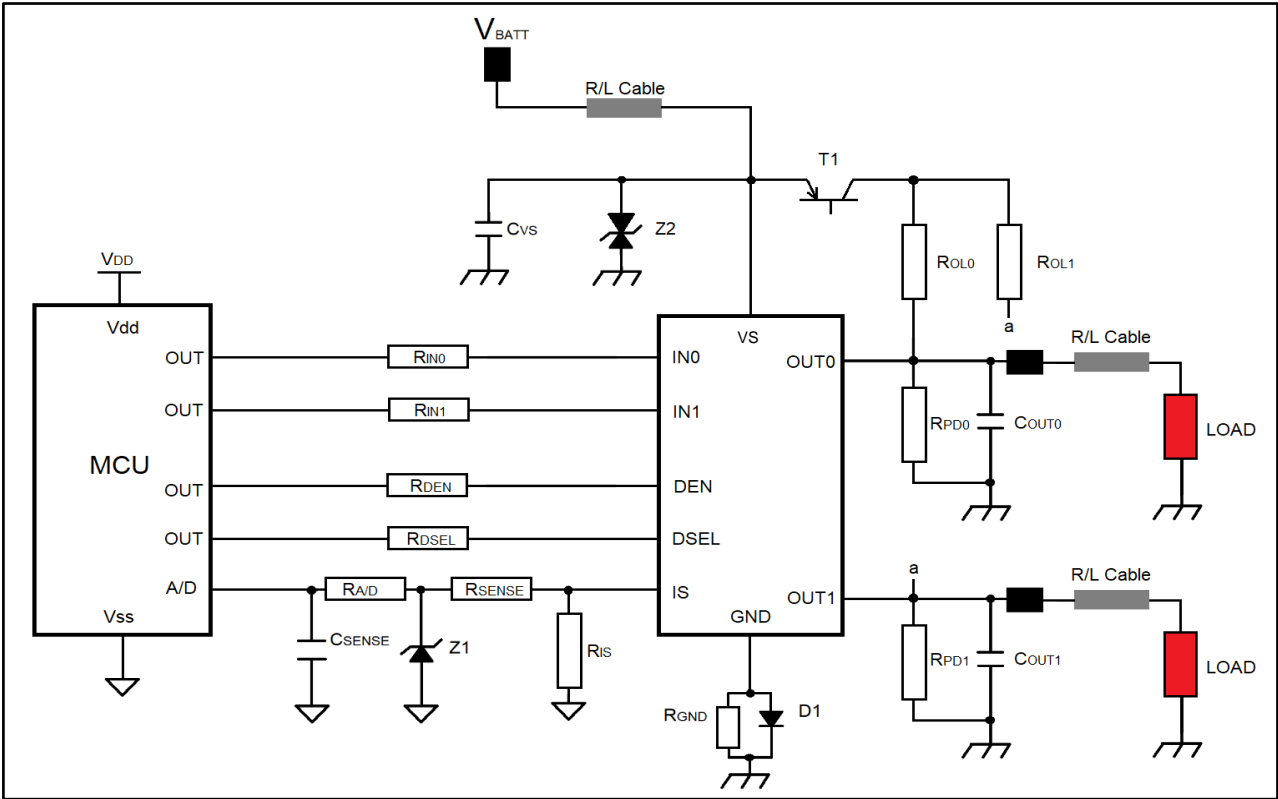 VBATT
R/L Cable
T1
CVS
Z2
ROL0
ROL1
VDD
Vdd
VS
a
R/L Cable
OUT
RIN0
IN0
OUT0
OUT
RIN1
IN1
RPD0
COUT0
LOAD
MCU
OUT
RDEN
DEN
OUT
RDSEL
DSEL
a
R/L Cable
A/D
RA/D
RSENSE
IS
OUT1
Vss
GND
CSENSE
Z1
RIS
RPD1
COUT1
LOAD
RGND
D1